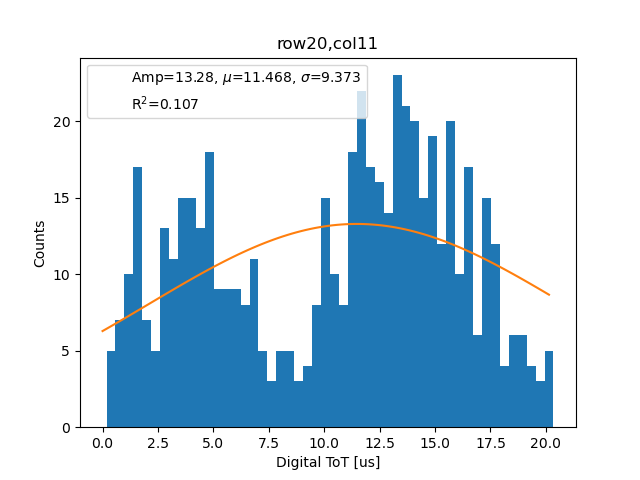 row20,col11
Amp=13.28, μ=11.468, σ=9.373
R²=0.107
Counts
20
15
10
5
0
0.0 2.5 5.0 7.5 10.0 12.5 15.0 17.5 20.0
Digital ToT [us]